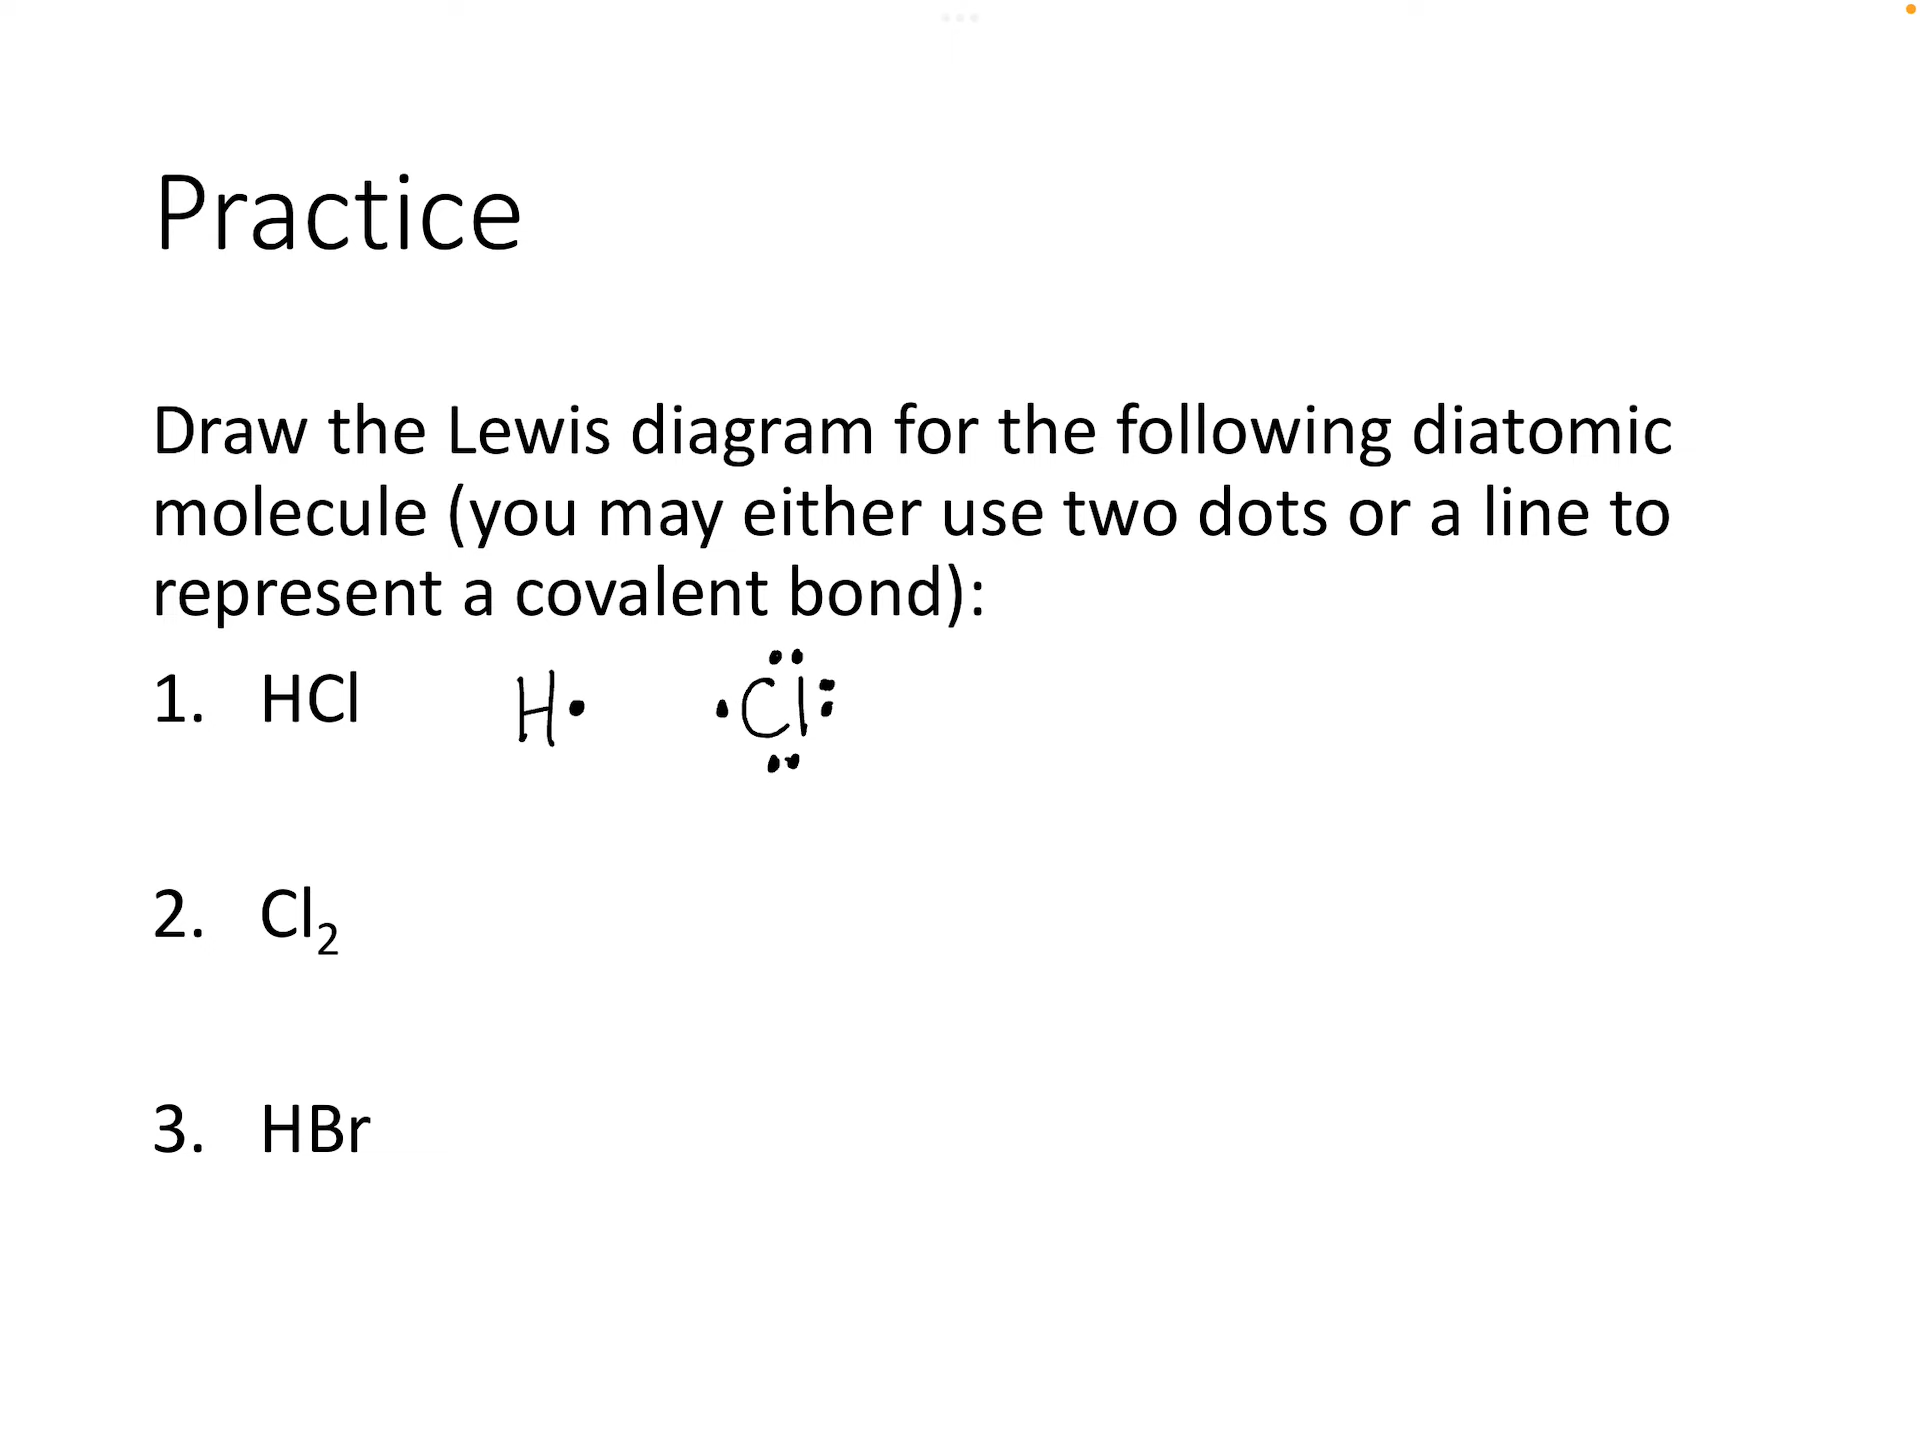 Practice
Draw the Lewis diagram for the following diatomic
molecule (you may either use two dots or a line to
represent a covalent bond):
1. HCl H• •Cl:
2. Cl₂
3. HBr